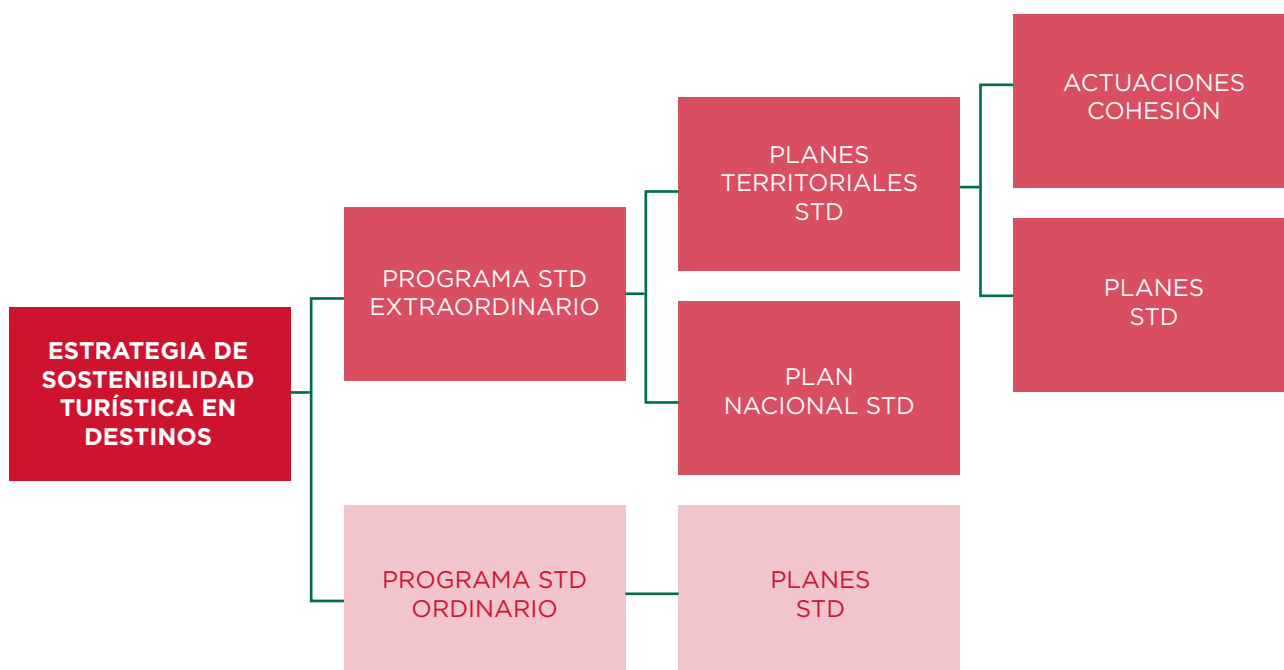 ESTRATEGIA DE
SOSTENIBILIDAD
TURÍSTICA EN
DESTINOS
PROGRAMA STD
EXTRAORDINARIO
PLANES
TERRITORIALES
STD
ACTUACIONES
COHESIÓN
PLANES
STD
PLAN
NACIONAL STD
PROGRAMA STD
ORDINARIO
PLANES
STD